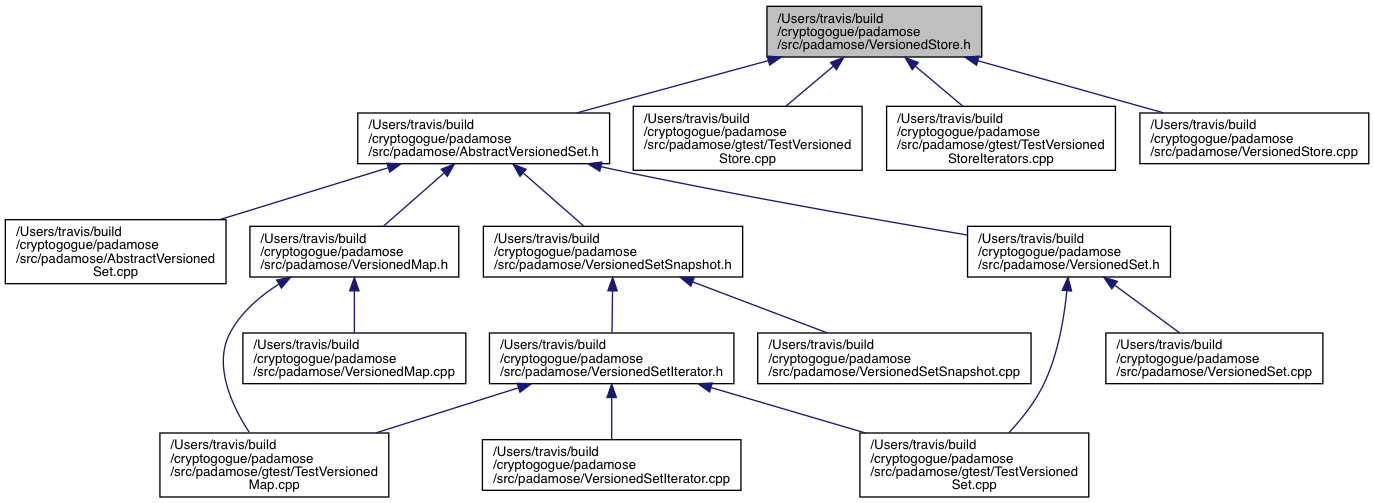 /Users/travis/build
/cryptogogue/padamose
/src/padamose/VersionedStore.h
/Users/travis/build
/cryptogogue/padamose
/src/padamose/AbstractVersionedSet.h
/Users/travis/build
/cryptogogue/padamose
/src/padamose/gtest/TestVersioned
Store.cpp
/Users/travis/build
/cryptogogue/padamose
/src/padamose/gtest/TestVersioned
StoreIterators.cpp
/Users/travis/build
/cryptogogue/padamose
/src/padamose/VersionedStore.cpp
/Users/travis/build
/cryptogogue/padamose
/src/padamose/AbstractVersioned
Set.cpp
/Users/travis/build
/cryptogogue/padamose
/src/padamose/VersionedMap.h
/Users/travis/build
/cryptogogue/padamose
/src/padamose/VersionedSetSnapshot.h
/Users/travis/build
/cryptogogue/padamose
/src/padamose/VersionedSet.h
/Users/travis/build
/cryptogogue/padamose
/src/padamose/VersionedMap.cpp
/Users/travis/build
/cryptogogue/padamose
/src/padamose/VersionedSetIterator.h
/Users/travis/build
/cryptogogue/padamose
/src/padamose/VersionedSetSnapshot.cpp
/Users/travis/build
/cryptogogue/padamose
/src/padamose/VersionedSet.cpp
/Users/travis/build
/cryptogogue/padamose
/src/padamose/gtest/TestVersioned
Map.cpp
/Users/travis/build
/cryptogogue/padamose
/src/padamose/VersionedSetIterator.cpp
/Users/travis/build
/cryptogogue/padamose
/src/padamose/gtest/TestVersioned
Set.cpp